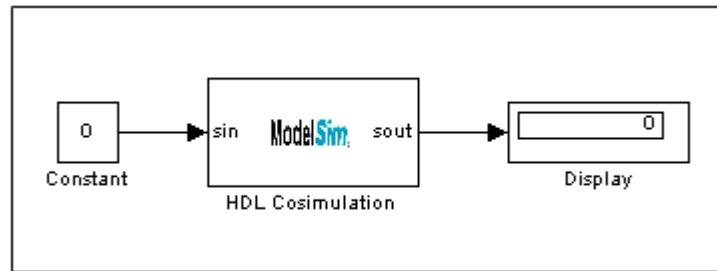 0
sin
ModelSim
sout
0
Constant
HDL Cosimulation
Display